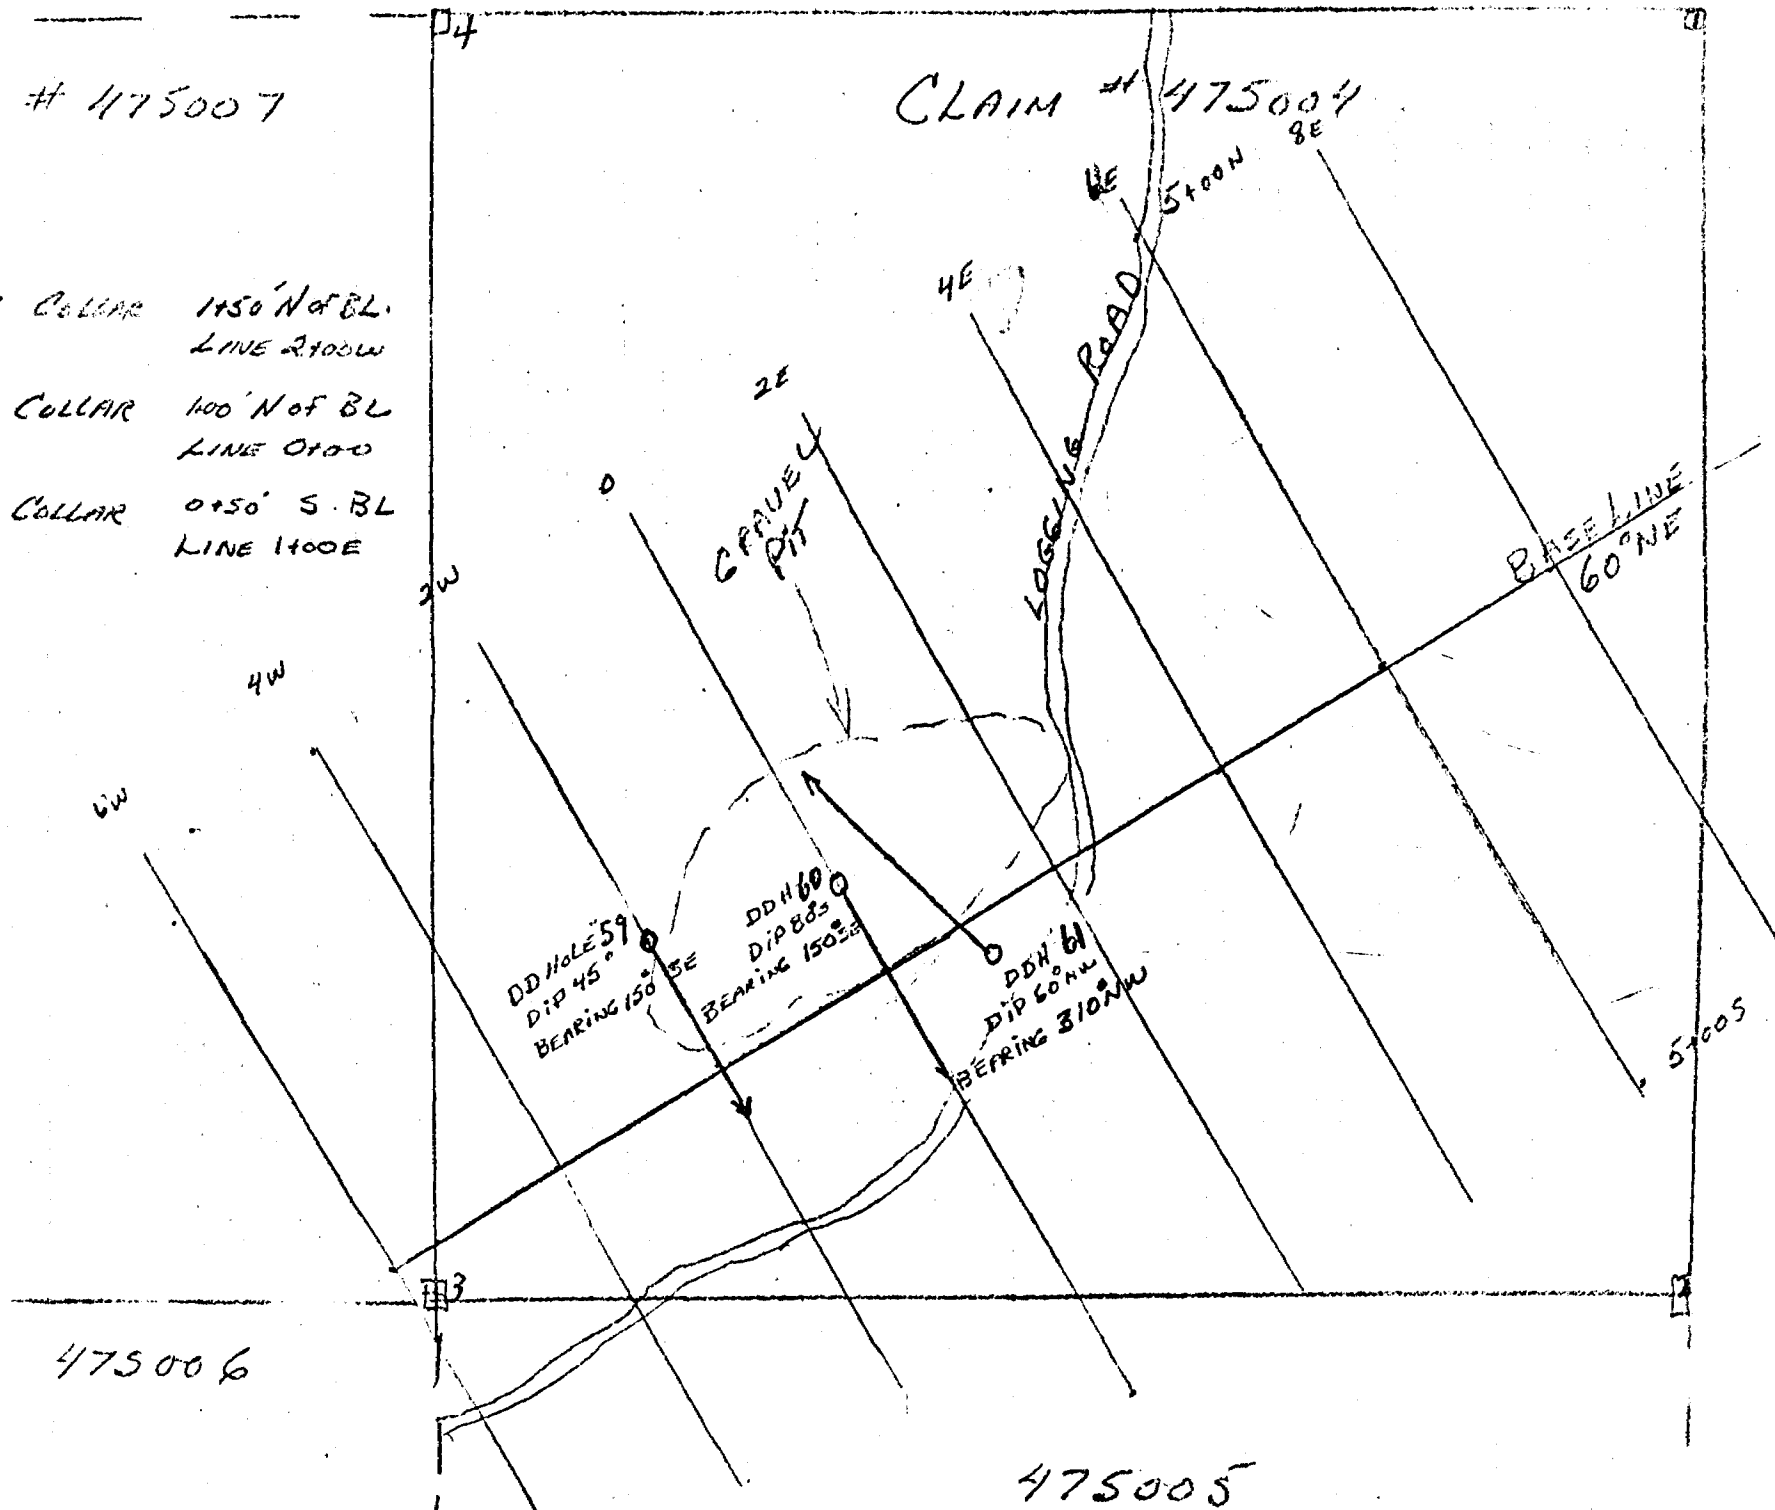 4
1
# 475007
CLAIM # 475004
8E
6E
5+00N
4E
COLLAR 1+50' N OF BL.
LINE 2+00W
2E
COLLAR 1+00' N OF BL
LINE 0+00
COLLAR 0+50' S. BL
LINE 1+00E
0
GRAVEL
PIT
LOGGING ROAD
BASE LINE
60° NE
2W
4W
6W
DD HOLE 59
DIP 45°
BEARING 150° SE
DDH 60
DIP 80° S
BEARING 150° SE
DDH 61
DIP 60° NW
BEARING 310° NW
5+00S
3
475006
475005